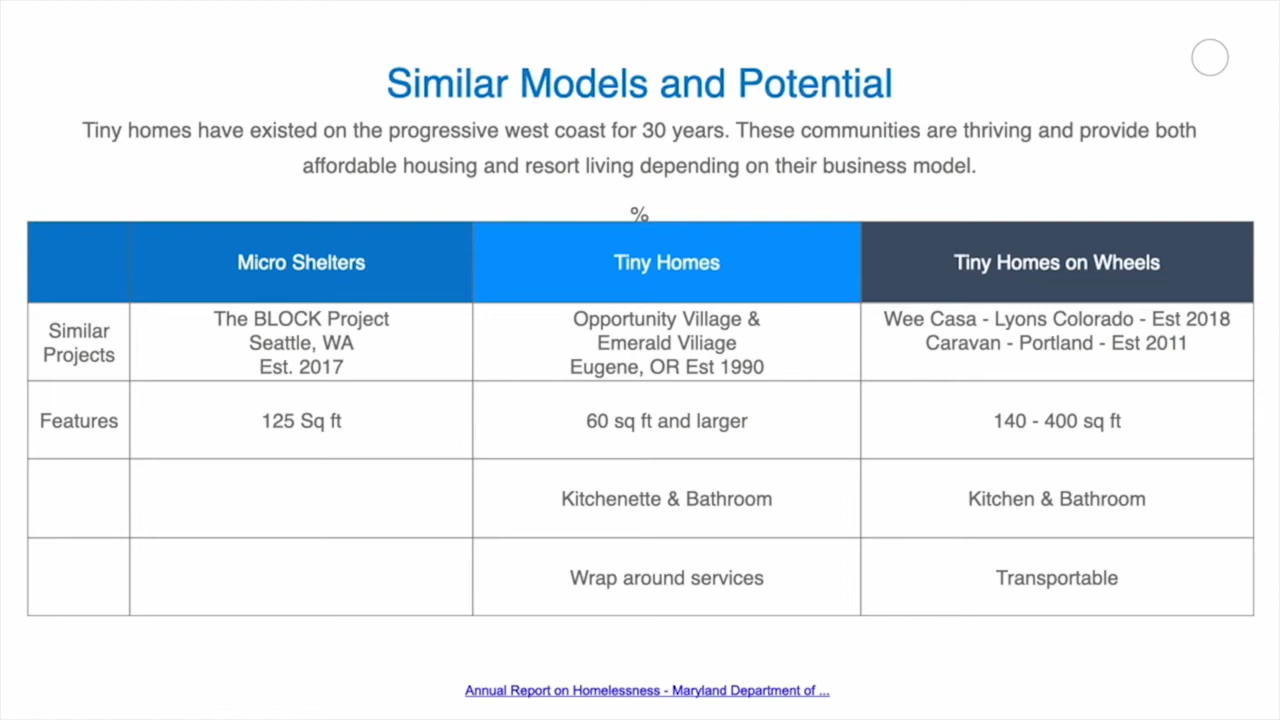 Similar Models and Potential
Tiny homes have existed on the progressive west coast for 30 years. These communities are thriving and provide both
affordable housing and resort living depending on their business model.
%
Micro Shelters
Tiny Homes
Tiny Homes on Wheels
Similar
Projects
The BLOCK Project
Seattle, WA
Est. 2017
Opportunity Village &
Emerald Viliage
Eugene, OR Est 1990
Wee Casa - Lyons Colorado - Est 2018
Caravan - Portland - Est 2011
Features
125 Sq ft
60 sq ft and larger
140 - 400 sq ft
Kitchenette & Bathroom
Kitchen & Bathroom
Wrap around services
Transportable
Annual Report on Homelessness - Maryland Department of ...